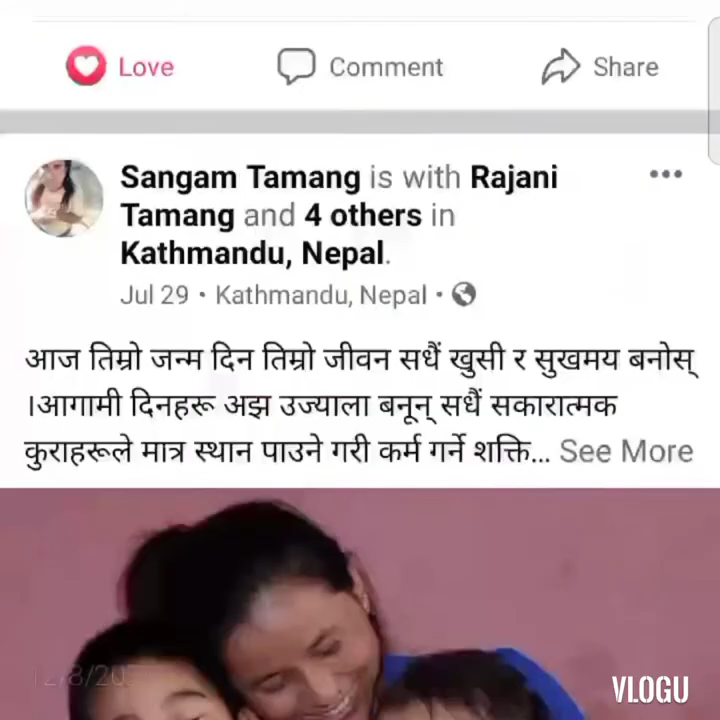 Love Comment Share
Sangam Tamang is with Rajani
Tamang and 4 others in
Kathmandu, Nepal.
Jul 29 · Kathmandu, Nepal ·
आज तिम्रो जन्म दिन तिम्रो जीवन सधैं खुसी र सुखमय बनोस्
।आगामी दिनहरू अझ उज्याला बनून् सधैं सकारात्मक
कुराहरूले मात्र स्थान पाउने गरी कर्म गर्ने शक्ति... See More
VLOGU